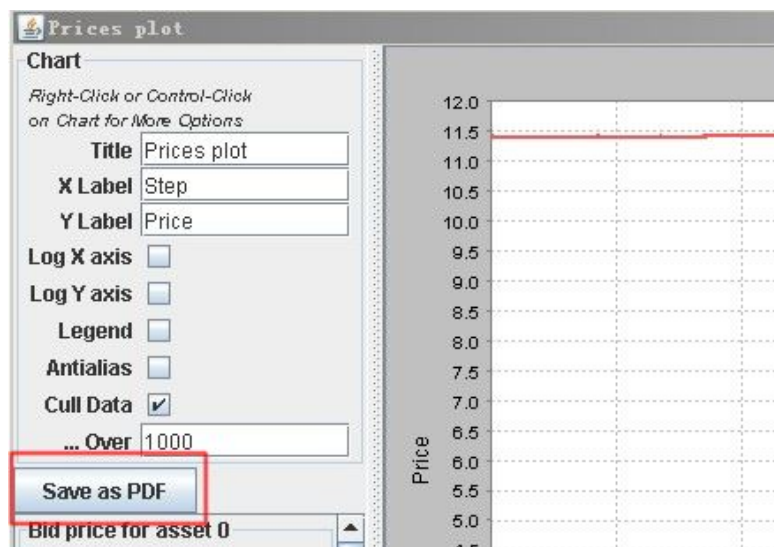 Prices plot
Chart
Right-Click or Control-Click
on Chart for More Options
Title Prices plot
X Label Step
Y Label Price
Log X axis
Log Y axis
Legend
Antialias
Cull Data
... Over 1000
Save as PDF
Bid price for asset 0
12.0
11.5
11.0
10.5
10.0
9.5
9.0
8.5
8.0
7.5
7.0
6.5
6.0
5.5
5.0
Price